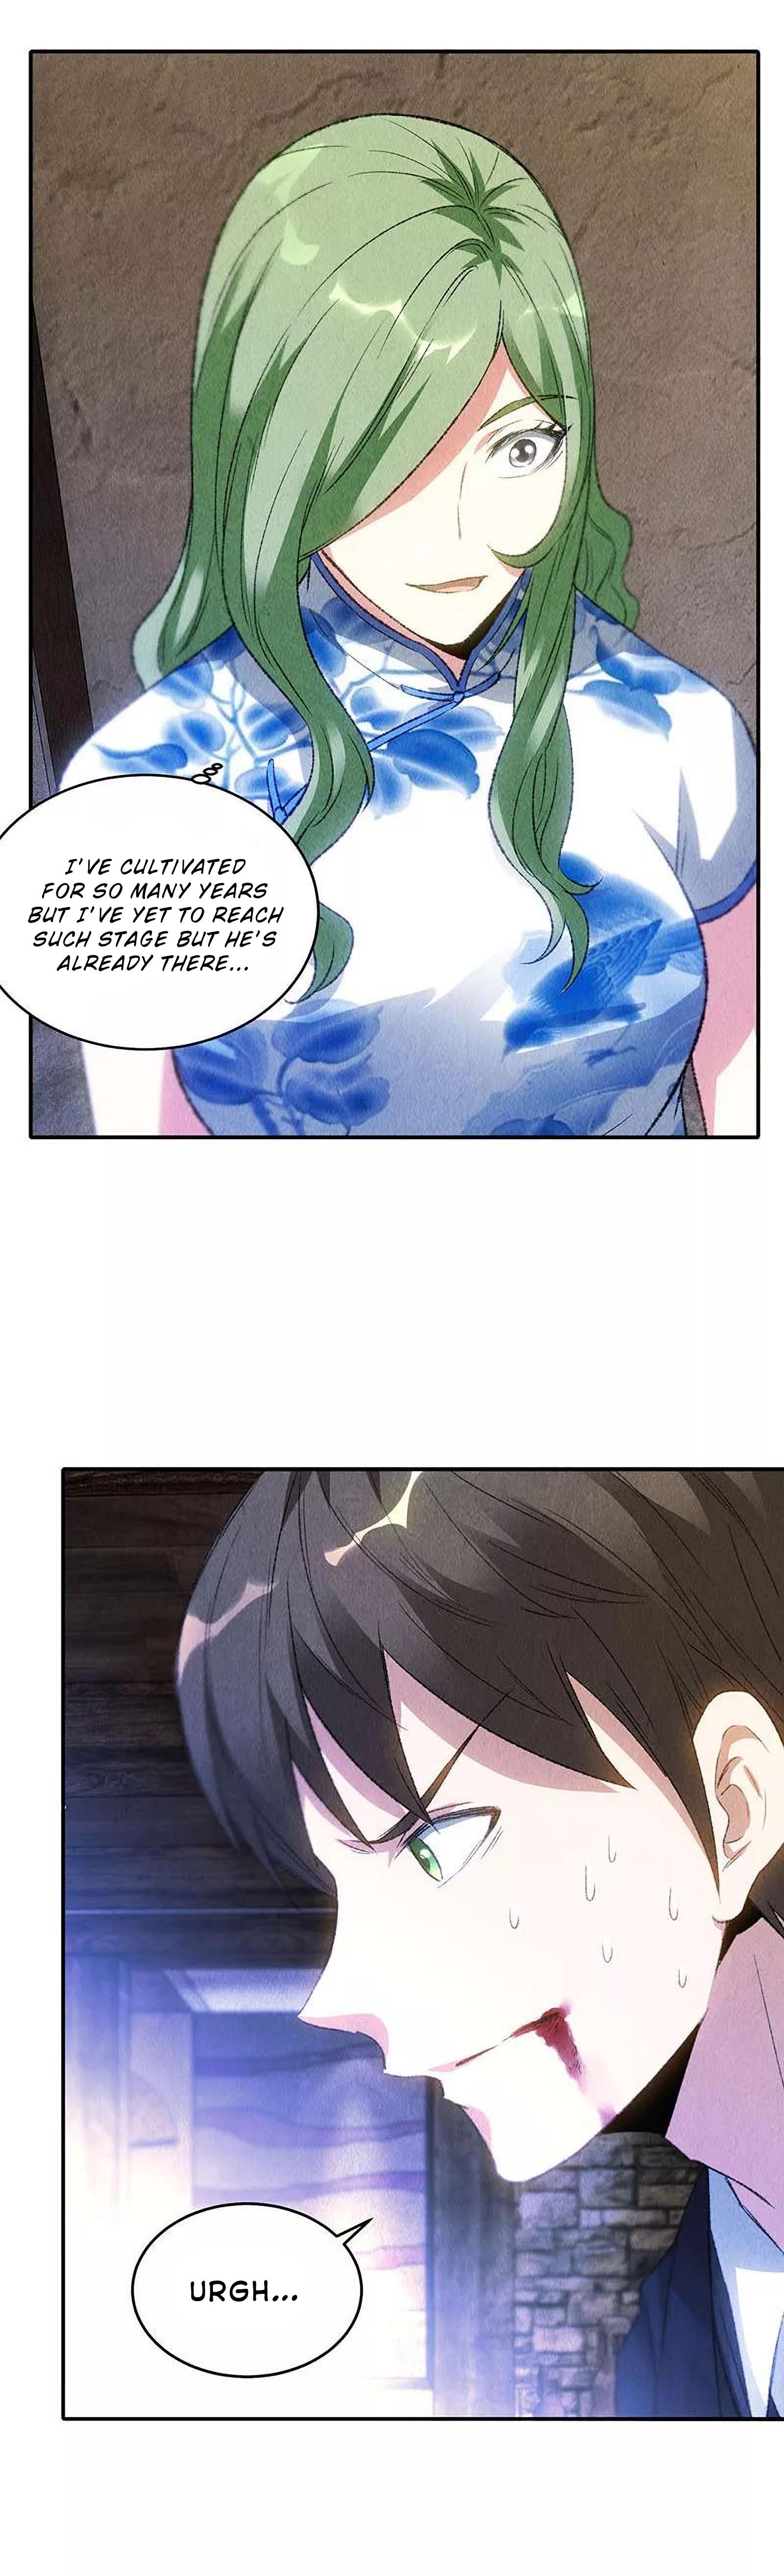 I'VE CULTIVATED
FOR SO MANY YEARS
BUT I'VE YET TO REACH
SUCH STAGE BUT HE'S
ALREADY THERE...
URGH...